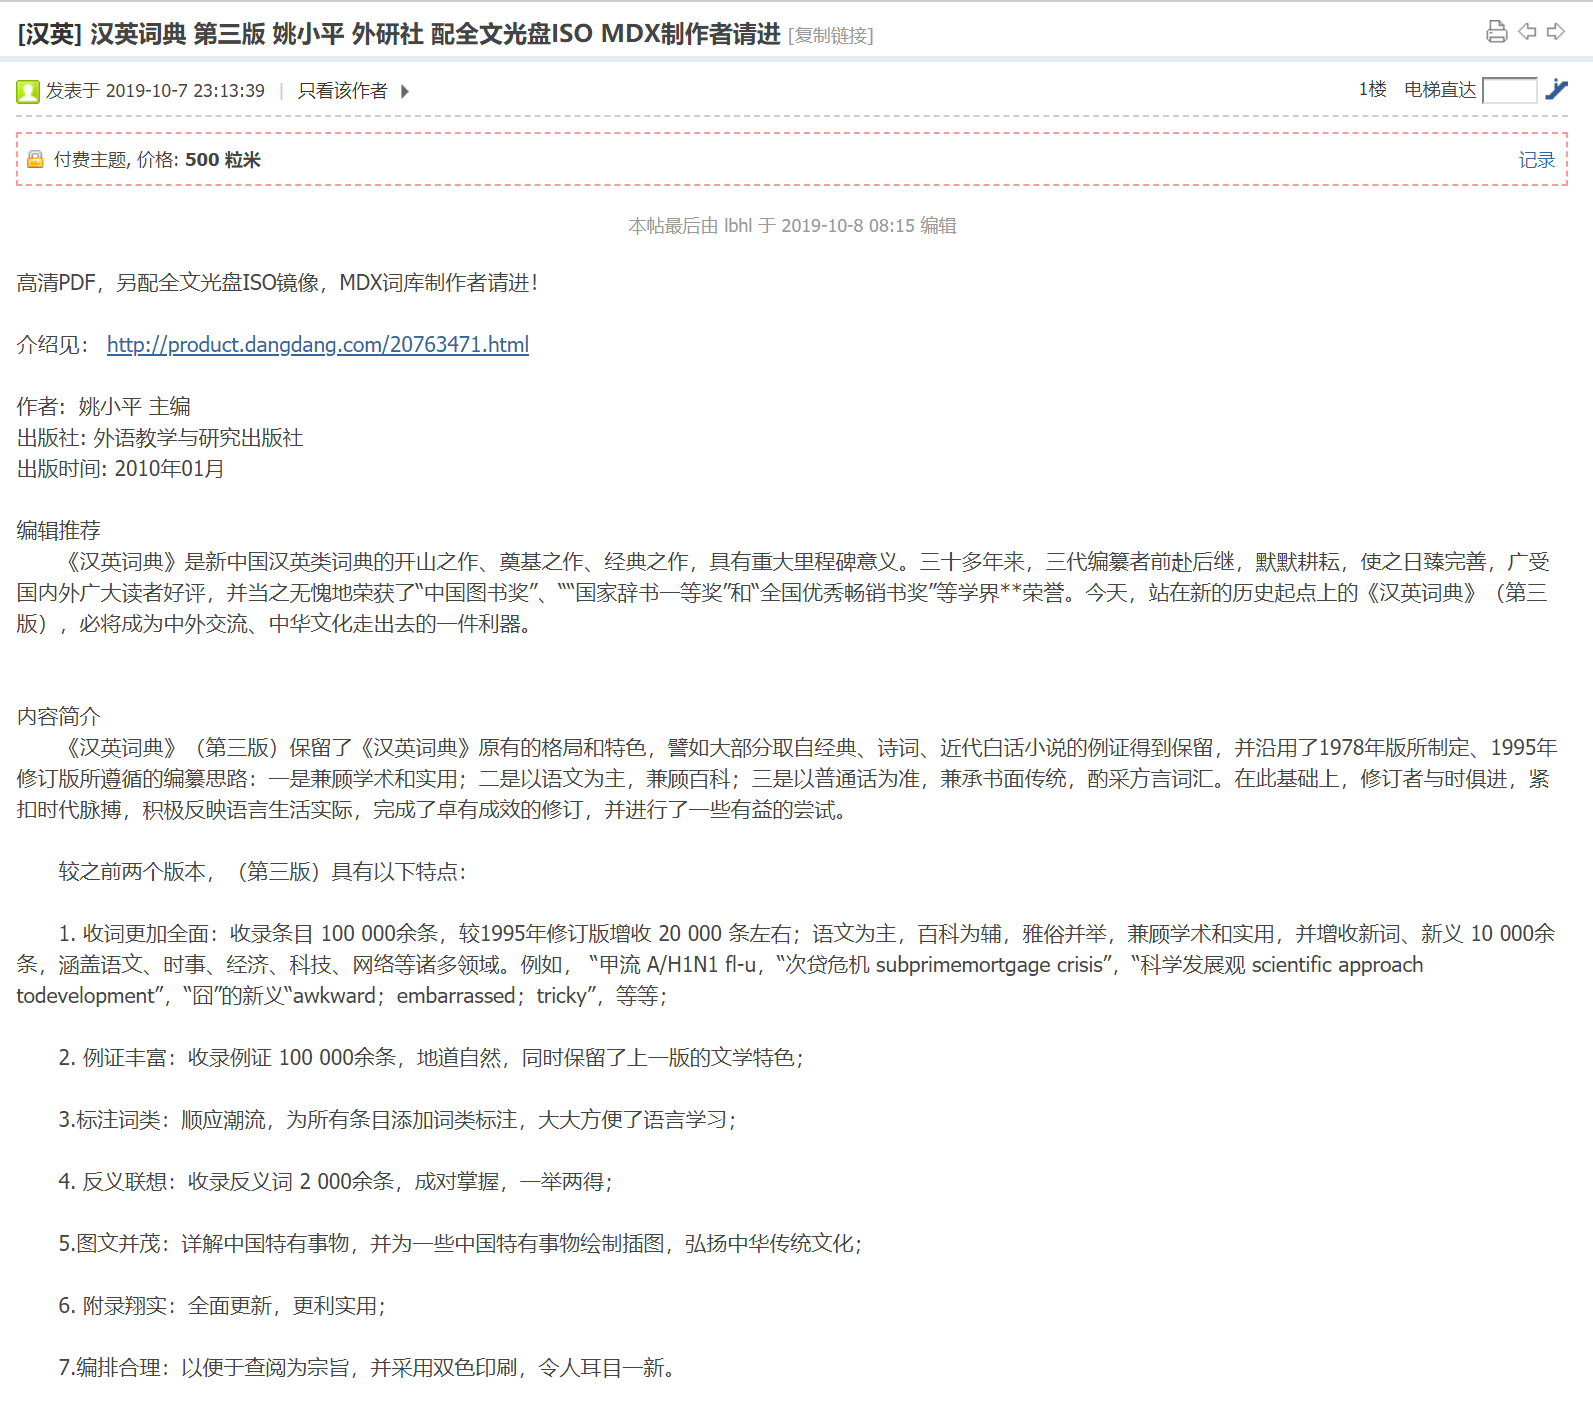 [汉英] 汉英词典 第三版 姚小平 外研社 配全文光盘ISO MDX制作者请进 [复制链接]
发表于 2019-10-7 23:13:39 | 只看该作者
1楼 电梯直达
付费主题, 价格: 500 粒米
记录
本帖最后由 lbhl 于 2019-10-8 08:15 编辑
高清PDF，另配全文光盘ISO镜像，MDX词库制作者请进！
介绍见： http://product.dangdang.com/20763471.html
作者: 姚小平 主编
出版社: 外语教学与研究出版社
出版时间: 2010年01月
编辑推荐
《汉英词典》是新中国汉英类词典的开山之作、奠基之作、经典之作，具有重大里程碑意义。三十多年来，三代编纂者前赴后继，默默耕耘，使之日臻完善，广受
国内外广大读者好评，并当之无愧地荣获了“中国图书奖”、““国家辞书一等奖”和“全国优秀畅销书奖”等学界**荣誉。今天，站在新的历史起点上的《汉英词典》（第三
版），必将成为中外交流、中华文化走出去的一件利器。
内容简介
《汉英词典》（第三版）保留了《汉英词典》原有的格局和特色，譬如大部分取自经典、诗词、近代白话小说的例证得到保留，并沿用了1978年版所制定、1995年
修订版所遵循的编纂思路：一是兼顾学术和实用；二是以语文为主，兼顾百科；三是以普通话为准，兼承书面传统，酌采方言词汇。在此基础上，修订者与时俱进，紧
扣时代脉搏，积极反映语言生活实际，完成了卓有成效的修订，并进行了一些有益的尝试。
较之前两个版本，（第三版）具有以下特点：
1. 收词更加全面：收录条目 100 000余条，较1995年修订版增收 20 000 条左右；语文为主，百科为辅，雅俗并举，兼顾学术和实用，并增收新词、新义 10 000余
条，涵盖语文、时事、经济、科技、网络等诸多领域。例如， “甲流 A/H1N1 fl-u，“次贷危机 subprimemortgage crisis”，“科学发展观 scientific approach
todevelopment”，“囧”的新义“awkward；embarrassed；tricky”，等等；
2. 例证丰富：收录例证 100 000余条，地道自然，同时保留了上一版的文学特色；
3.标注词类：顺应潮流，为所有条目添加词类标注，大大方便了语言学习；
4. 反义联想：收录反义词 2 000余条，成对掌握，一举两得；
5.图文并茂：详解中国特有事物，并为一些中国特有事物绘制插图，弘扬中华传统文化；
6. 附录翔实：全面更新，更利实用；
7.编排合理：以便于查阅为宗旨，并采用双色印刷，令人耳目一新。